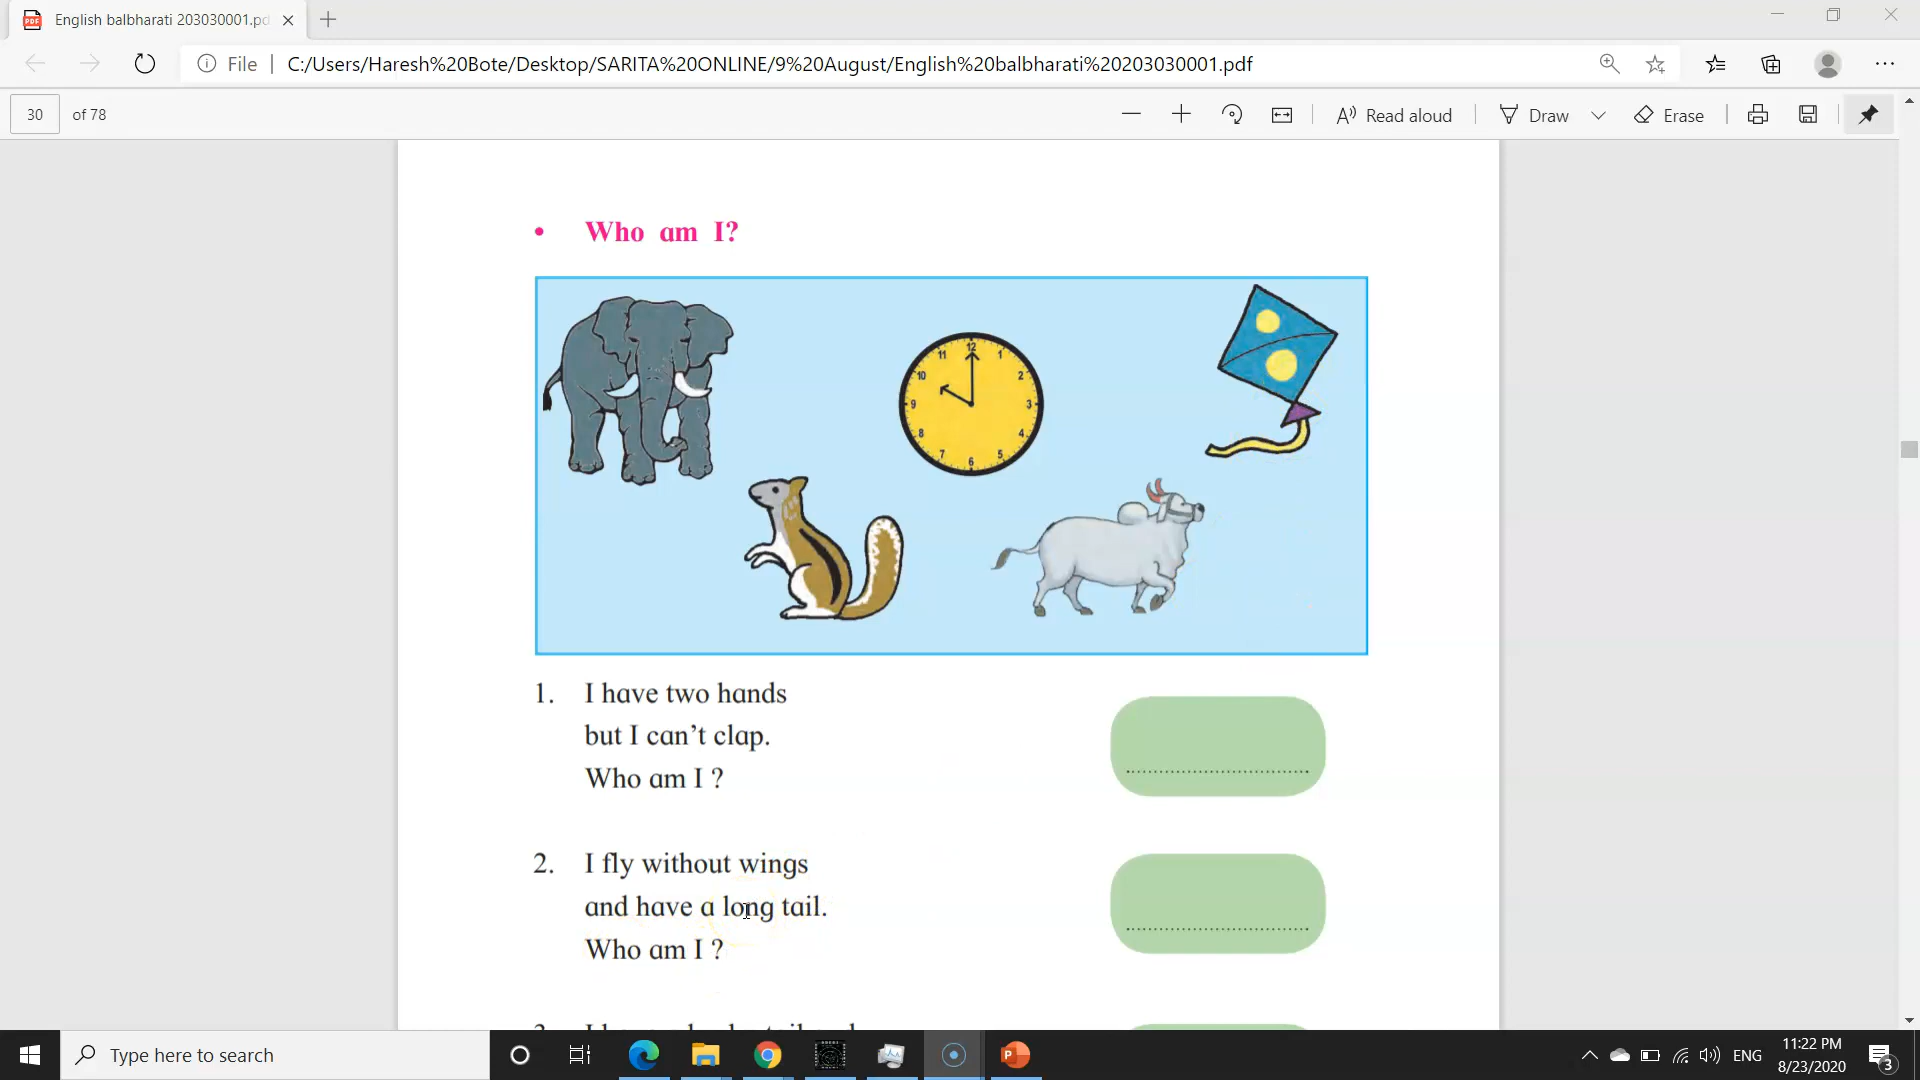 English balbharati 203030001.pd
File
C:/Users/Haresh%20Bote/Desktop/SARITA%20ONLINE/9%20August/English%20balbharati%20203030001.pdf
30 of 78
Read aloud
Draw
Erase
• Who am I?
12
11 1
10 2
9 3
8 4
7 5
6
1. I have two hands
but I can’t clap.
Who am I ?
2. I fly without wings
and have a long tail.
Who am I ?
Type here to search
ENG
11:22 PM
8/23/2020
3